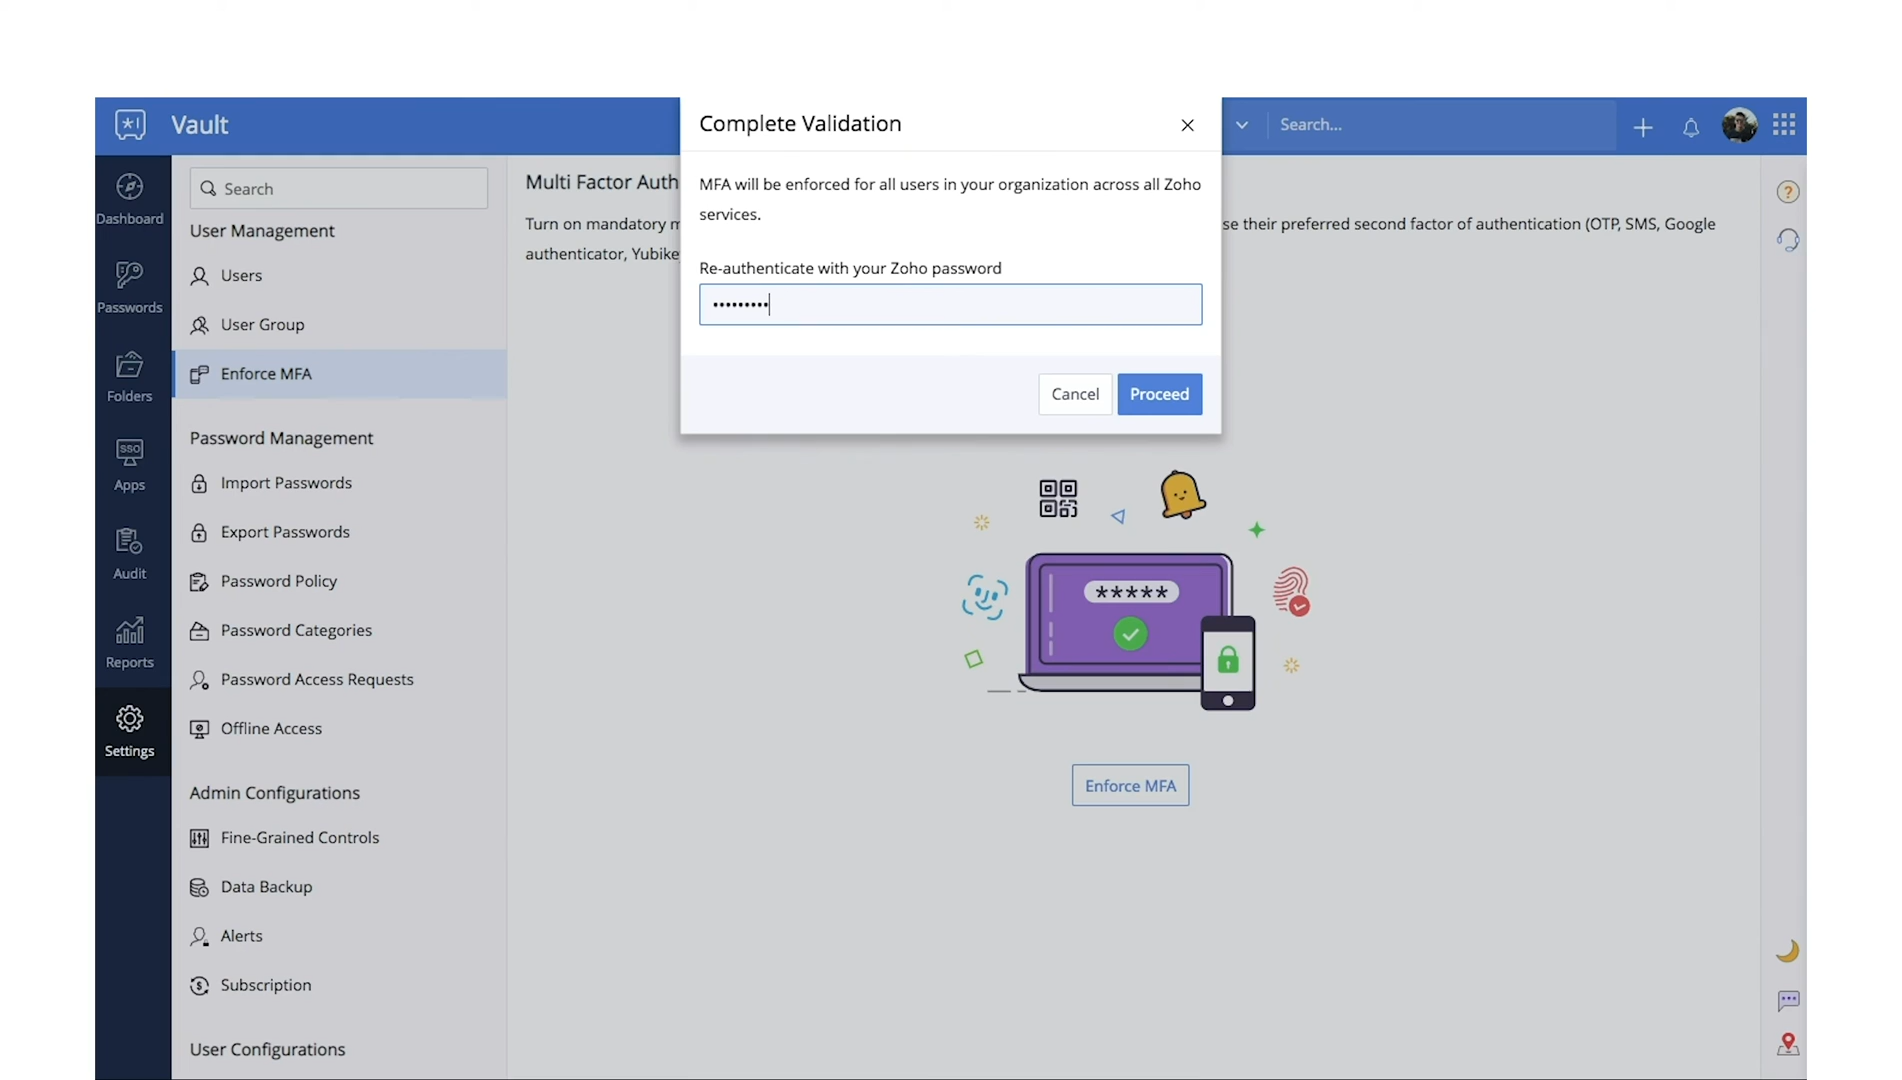 Vault
Complete Validation
Search...
Dashboard
Passwords
Folders
SSO
Apps
Audit
Reports
Settings
Search
User Management
Users
User Group
Enforce MFA
Password Management
Import Passwords
Export Passwords
Password Policy
Password Categories
Password Access Requests
Offline Access
Admin Configurations
Fine-Grained Controls
Data Backup
Alerts
Subscription
User Configurations
Multi Factor Auth
Turn on mandatory m
se their preferred second factor of authentication (OTP, SMS, Google
authenticator, Yubike
MFA will be enforced for all users in your organization across all Zoho
services.
Re-authenticate with your Zoho password
•••••••••
Cancel
Proceed
*****
Enforce MFA